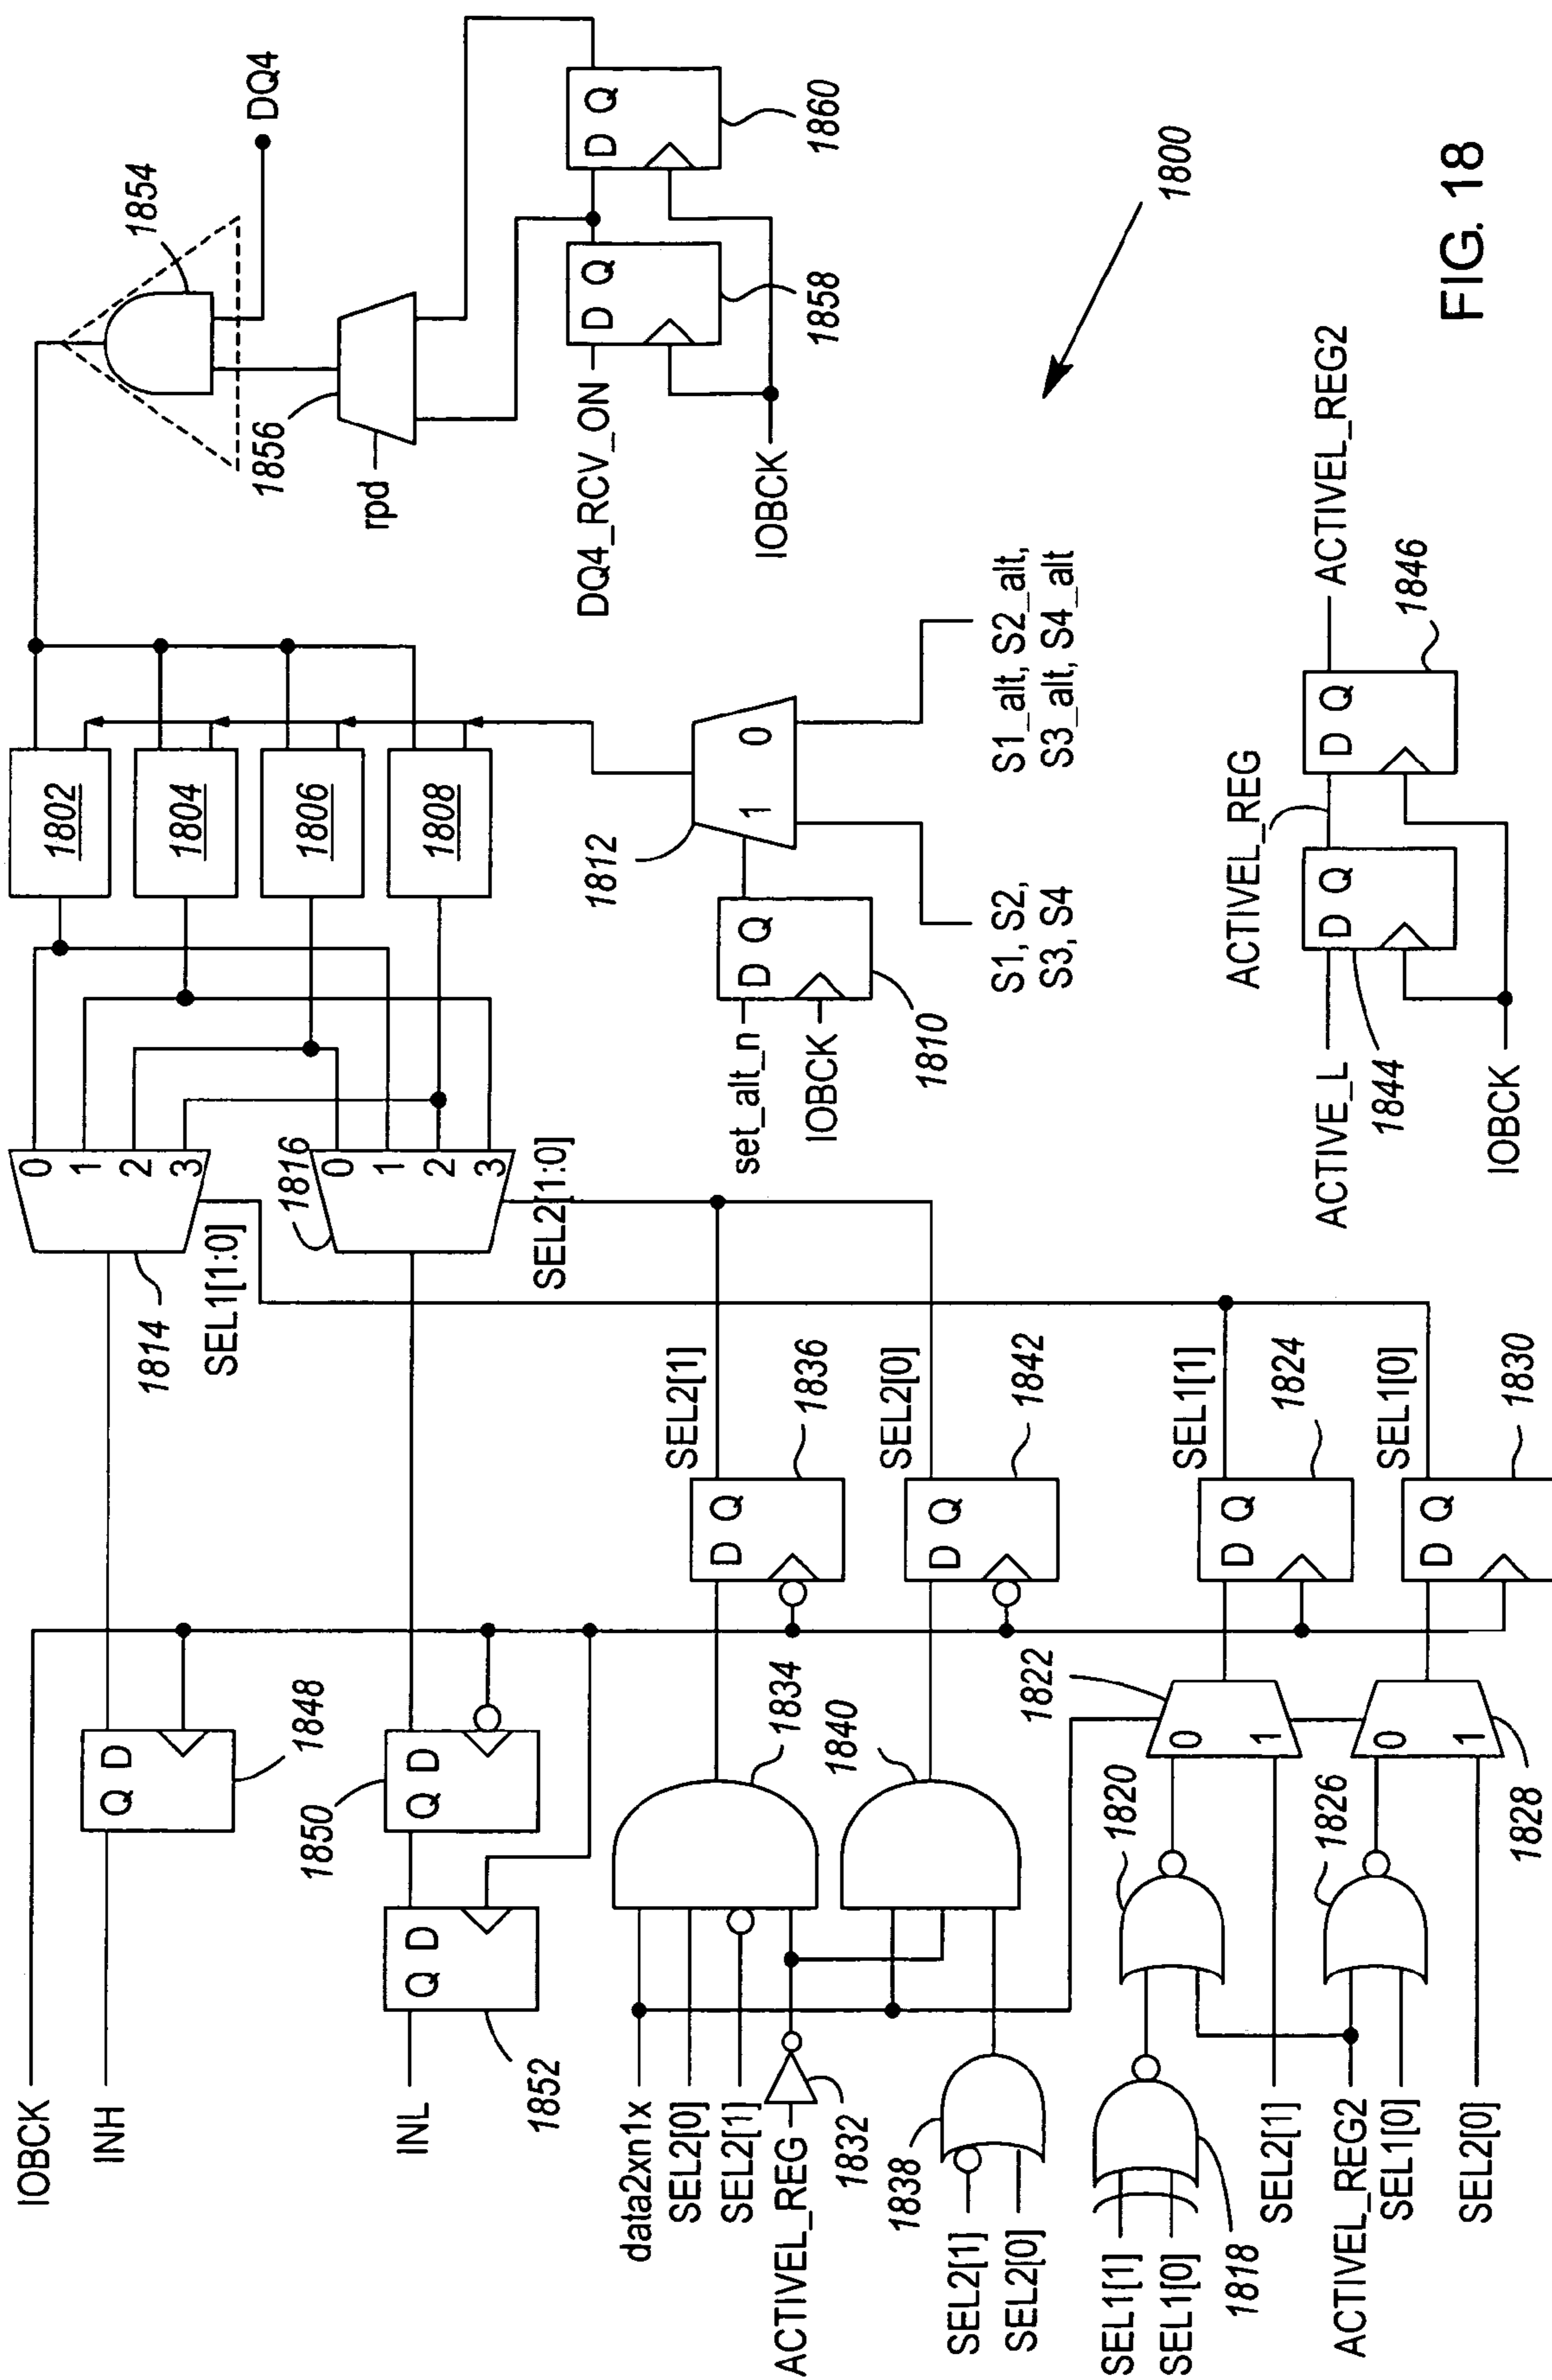 IOBCK
INH
Q D
1848
1814
SEL1[1:0]
0
1
2
3
1802
1804
1806
1808
1854
DQ4
INL
Q D
1852
Q D
1850
1816
0
1
2
3
SEL2[1:0]
1856
rpd
DQ4_RCV_ON
D Q
1858
D Q
1860
IOBCK
data2xn1x
SEL2[0]
SEL2[1]
ACTIVEL_REG
1832
1834
D Q
SEL2[1]
1836
set_alt_n
IOBCK
D Q
1810
1812
1 0
S1, S2,
S3, S4
S1_alt, S2_alt,
S3_alt, S4_alt
1800
SEL2[1]
SEL2[0]
1838
1840
D Q
SEL2[0]
1842
SEL1[1]
SEL1[0]
1818
SEL2[1]
1820
1822
0
1
D Q
SEL1[1]
1824
ACTIVEL_REG2
SEL1[0]
SEL2[0]
1826
1828
0
1
D Q
SEL1[0]
1830
ACTIVE_L
1844
D Q
ACTIVEL_REG
D Q
1846
ACTIVEL_REG2
IOBCK
FIG. 18